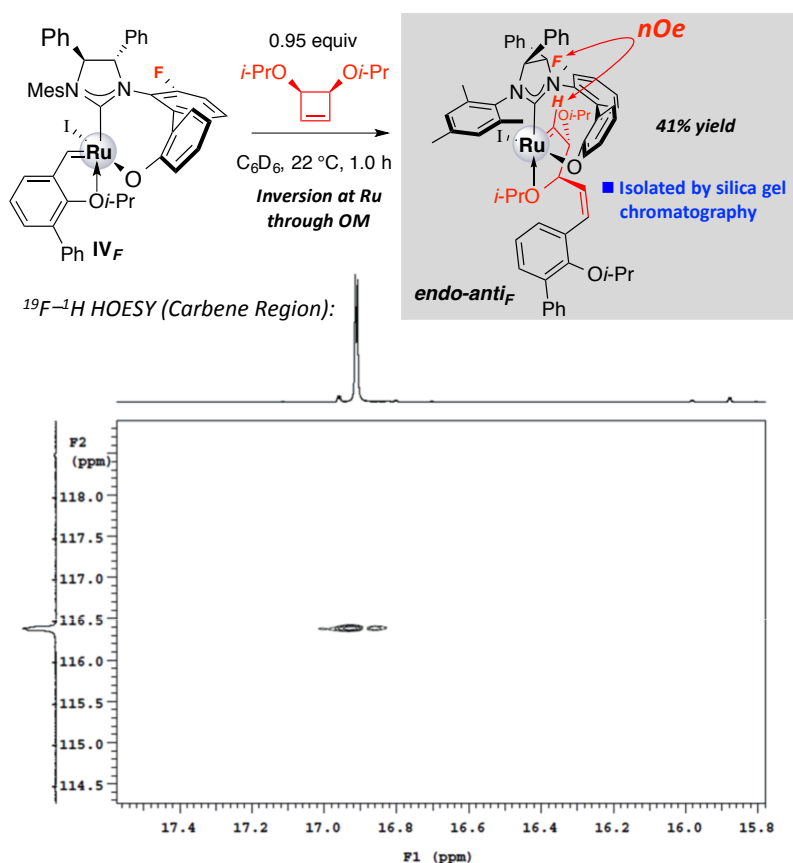 Ph
Ph
MesN
N
F
I
Ru
O
Oi-Pr
Ph
IVF
0.95 equiv
i-PrO
Oi-Pr
C6D6, 22 °C, 1.0 h
Inversion at Ru
through OM
nOe
Ph
Ph
F
N
N
H
Oi-Pr
I
Ru
O
i-PrO
41% yield
■ Isolated by silica gel
chromatography
Oi-Pr
Ph
endo-antiF
19F–1H HOESY (Carbene Region):
F2
(ppm)
118.0
117.5
117.0
116.5
116.0
115.5
115.0
114.5
17.4 17.2 17.0 16.8 16.6 16.4 16.2 16.0 15.8
F1 (ppm)